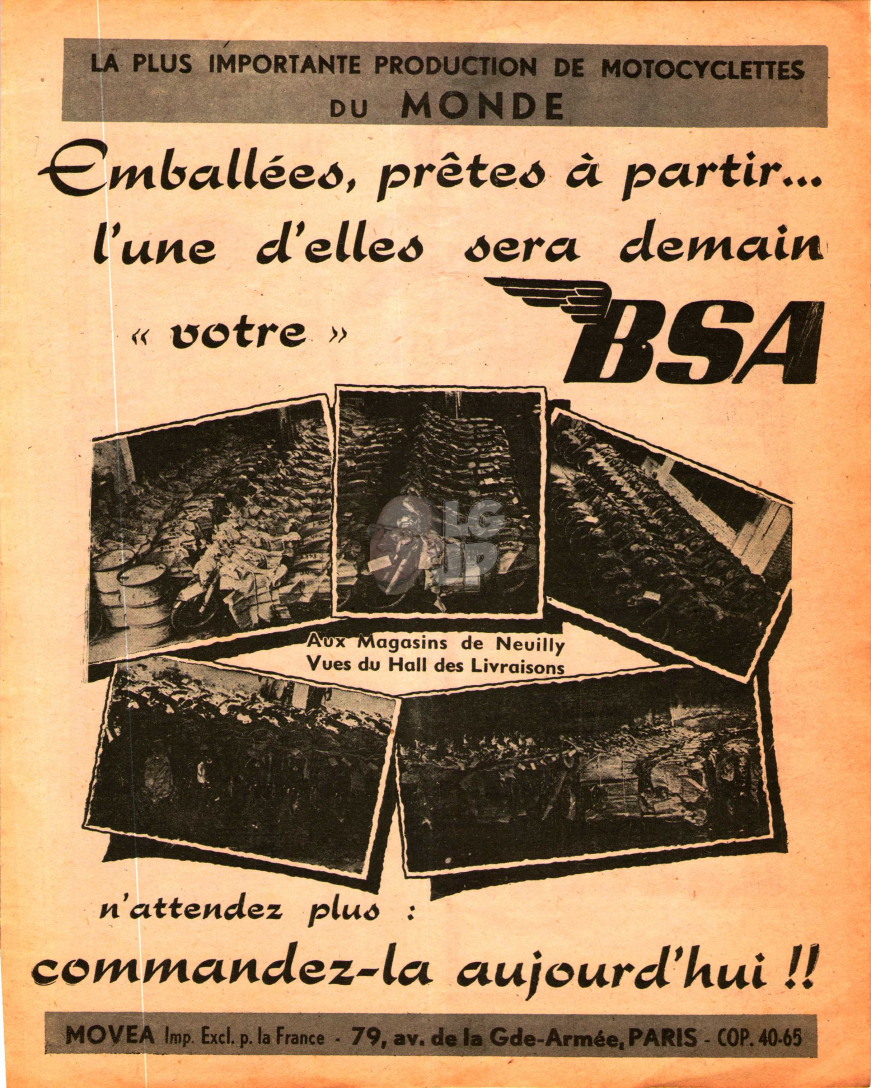 LA PLUS IMPORTANTE PRODUCTION DE MOTOCYCLETTES
DU MONDE
Emballées, prêtes à partir...
l'une d'elles sera demain
« votre » BSA
LG
Aux Magasins de Neuilly
Vues du Hall des Livraisons
n'attendez plus :
commandez-la aujourd'hui !!
MOVEA Imp. Excl. p. la France - 79, av. de la Gde-Armée, PARIS - COP. 40-65